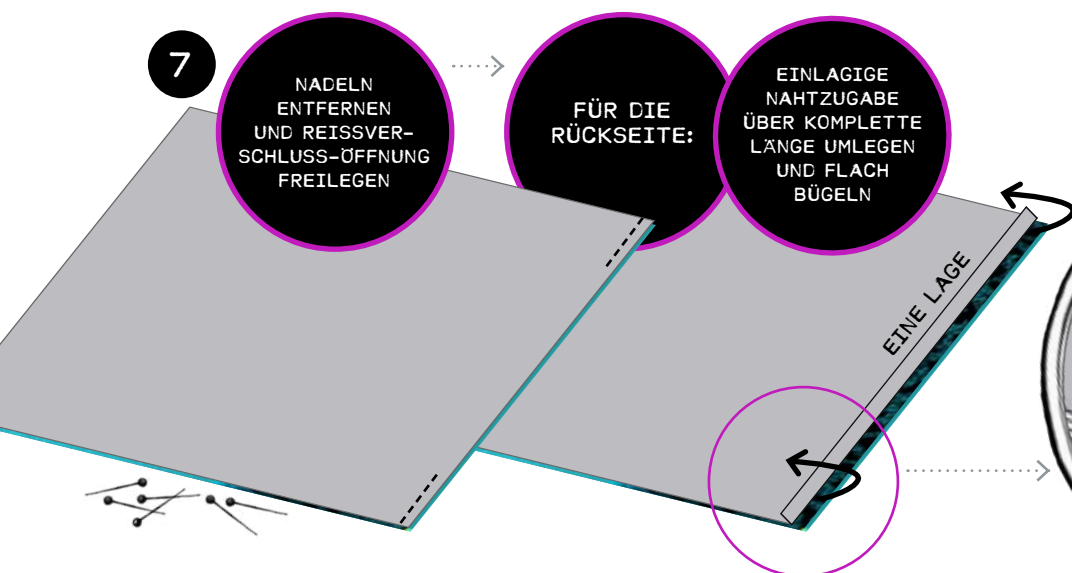 7
NADELN
ENTFERNEN
UND REISSVER-
SCHLUSS-ÖFFNUNG
FREILEGEN
FÜR DIE
RÜCKSEITE:
EINLAGIGE
NAHTZUGABE
ÜBER KOMPLETTE
LÄNGE UMLEGEN
UND FLACH
BÜGELN
EINE LAGE